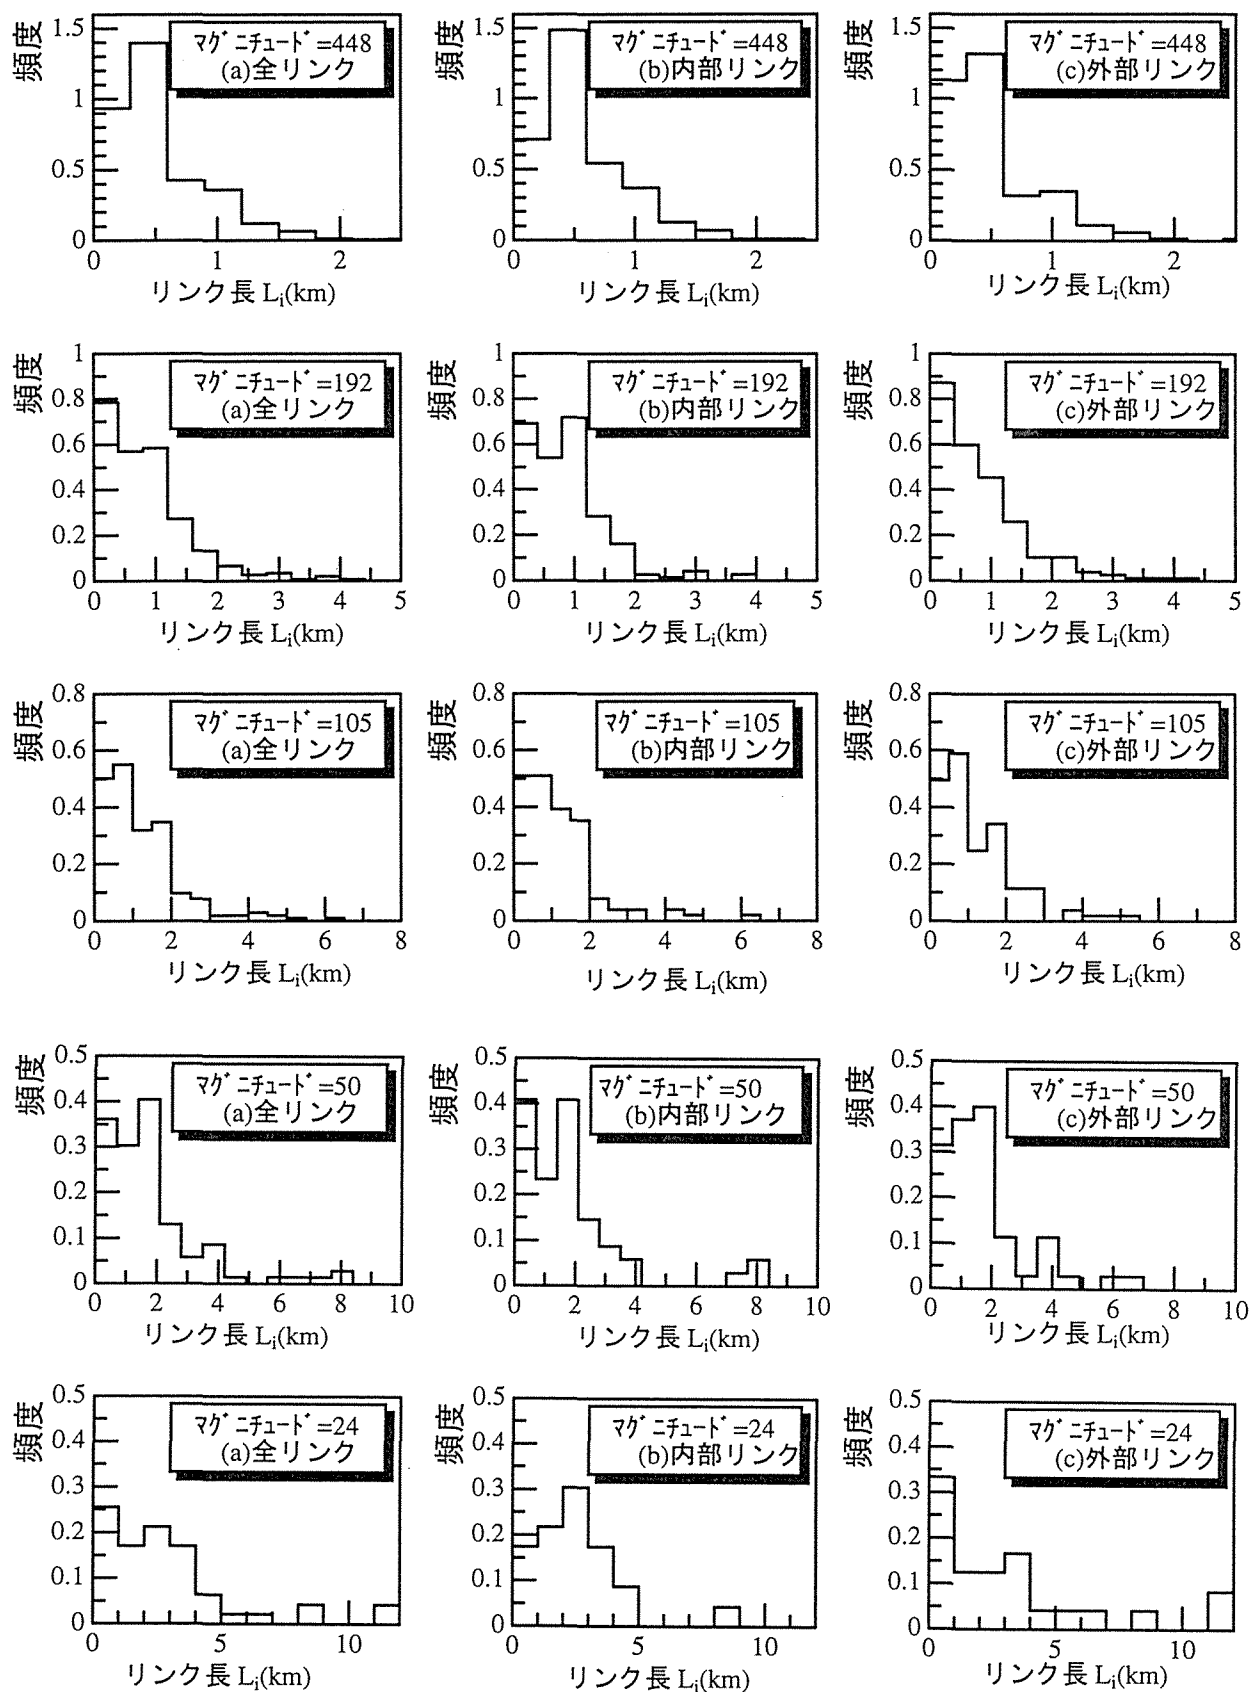 頻度
1.5
1
0.5
0
0 1 2
リンク長 Li(km)
マグニチュード=448
(a)全リンク
頻度
1.5
1
0.5
0
0 1 2
リンク長 Li(km)
マグニチュード=448
(b)内部リンク
頻度
1.5
1
0.5
0
0 1 2
リンク長 Li(km)
マグニチュード=448
(c)外部リンク
頻度
1
0.8
0.6
0.4
0.2
0
0 1 2 3 4 5
リンク長 Li(km)
マグニチュード=192
(a)全リンク
頻度
1
0.8
0.6
0.4
0.2
0
0 1 2 3 4 5
リンク長 Li(km)
マグニチュード=192
(b)内部リンク
頻度
1
0.8
0.6
0.4
0.2
0
0 1 2 3 4 5
リンク長 Li(km)
マグニチュード=192
(c)外部リンク
頻度
0.8
0.6
0.4
0.2
0
0 2 4 6 8
リンク長 Li(km)
マグニチュード=105
(a)全リンク
頻度
0.8
0.6
0.4
0.2
0
0 2 4 6 8
リンク長 Li(km)
マグニチュード=105
(b)内部リンク
頻度
0.8
0.6
0.4
0.2
0
0 2 4 6 8
リンク長 Li(km)
マグニチュード=105
(c)外部リンク
頻度
0.5
0.4
0.3
0.2
0.1
0
0 2 4 6 8 10
リンク長 Li(km)
マグニチュード=50
(a)全リンク
頻度
0.5
0.4
0.3
0.2
0.1
0
0 2 4 6 8 10
リンク長 Li(km)
マグニチュード=50
(b)内部リンク
頻度
0.5
0.4
0.3
0.2
0.1
0
0 2 4 6 8 10
リンク長 Li(km)
マグニチュード=50
(c)外部リンク
頻度
0.5
0.4
0.3
0.2
0.1
0
0 5 10
リンク長 Li(km)
マグニチュード=24
(a)全リンク
頻度
0.5
0.4
0.3
0.2
0.1
0
0 5 10
リンク長 Li(km)
マグニチュード=24
(b)内部リンク
頻度
0.5
0.4
0.3
0.2
0.1
0
0 5 10
リンク長 Li(km)
マグニチュード=24
(c)外部リンク